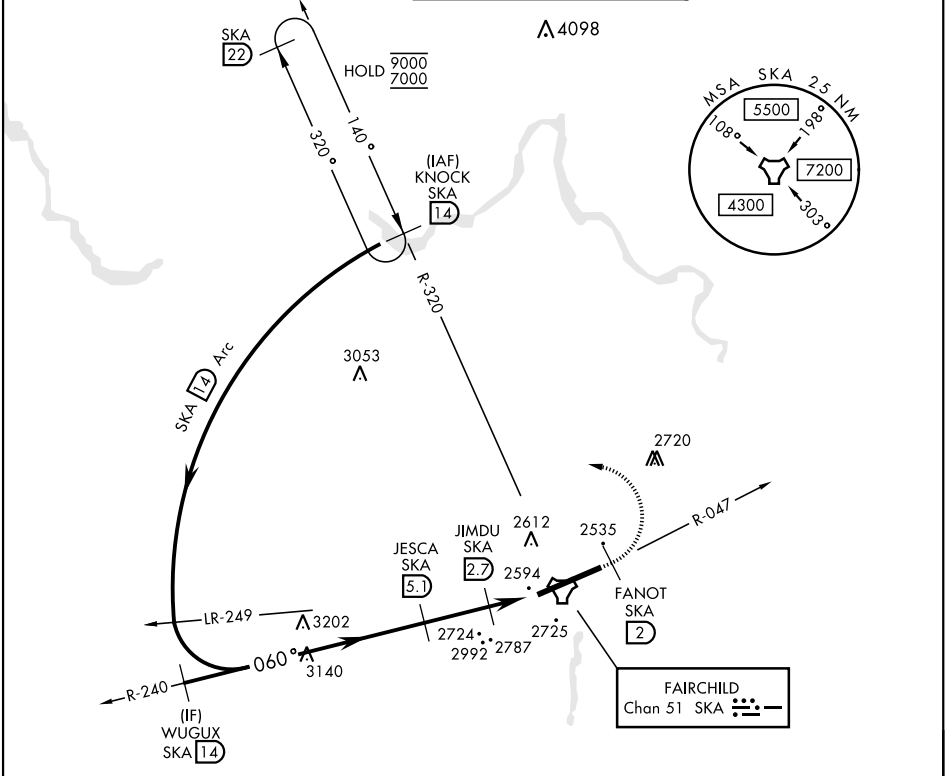 4098
SKA
22
HOLD 9000
7000
MSA SKA 25 NM
5500
108°
198°
7200
4300
303°
320°
140°
(IAF)
KNOCK
SKA
14
R-320
3053
SKA 14 Arc
2720
R-047
2612
2535
JIMDU
SKA
2.7
JESCA
SKA
5.1
2594
FANOT
SKA
2
LR-249
3202
2724
2992
2787
2725
060°
3140
R-240
(IF)
WUGUX
SKA 14
FAIRCHILD
Chan 51 SKA